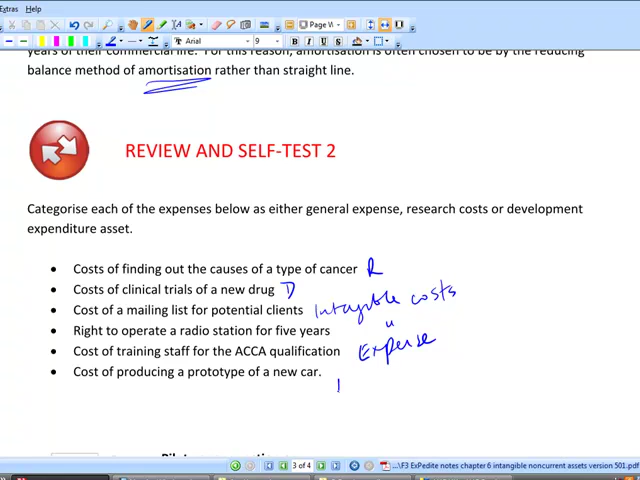 File Edit View Help
Page W
Arial 9 B I U
years of their commercial life. For this reason, amortisation is often chosen to be by the reducing
balance method of amortisation rather than straight line.
REVIEW AND SELF-TEST 2
Categorise each of the expenses below as either general expense, research costs or development
expenditure asset.
• Costs of finding out the causes of a type of cancer R
• Costs of clinical trials of a new drug D
• Cost of a mailing list for potential clients Intangible costs
• Right to operate a radio station for five years "
• Cost of training staff for the ACCA qualification Expense
• Cost of producing a prototype of a new car.
3 of 4 ..\F3 ExPedite notes chapter 6 intangible noncurrent assets version 501.pdf